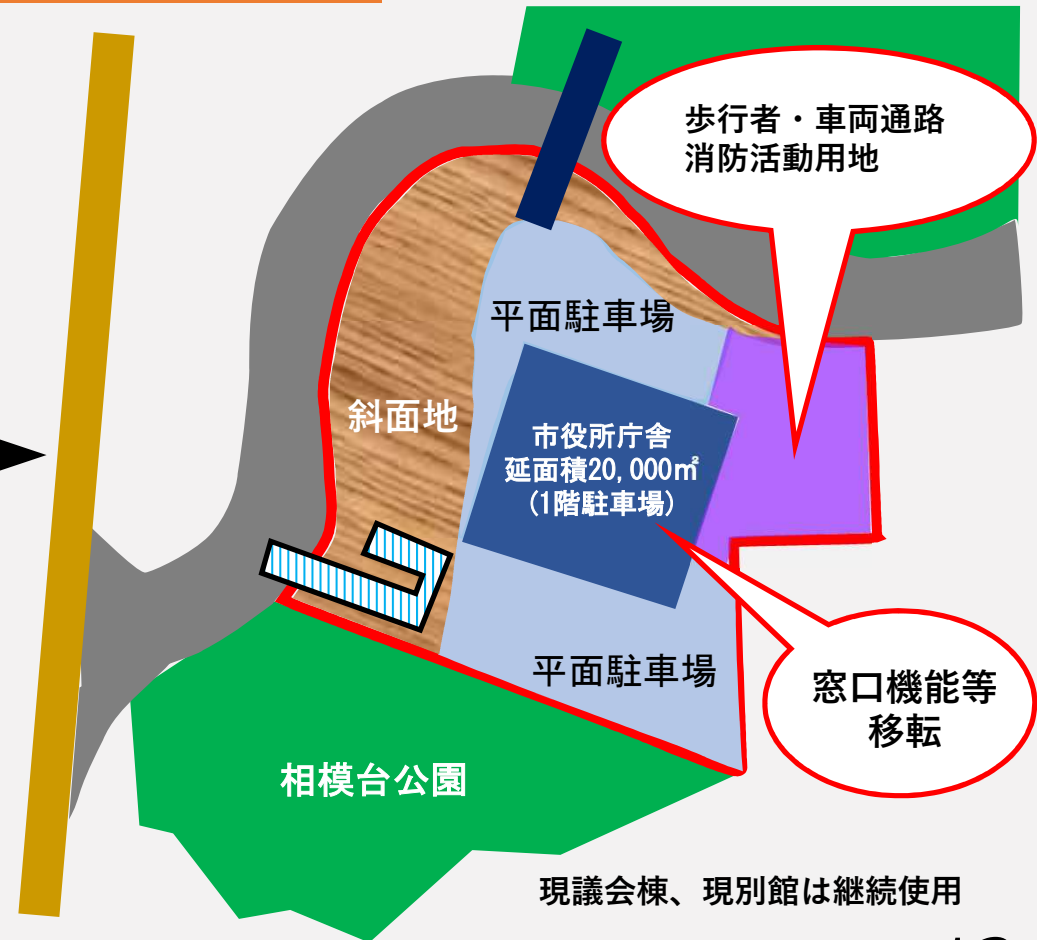 歩行者・車両通路
消防活動用地
平面駐車場
斜面地
市役所庁舎
延面積20,000㎡
(1階駐車場)
平面駐車場
窓口機能等
移転
相模台公園
現議会棟、現別館は継続使用